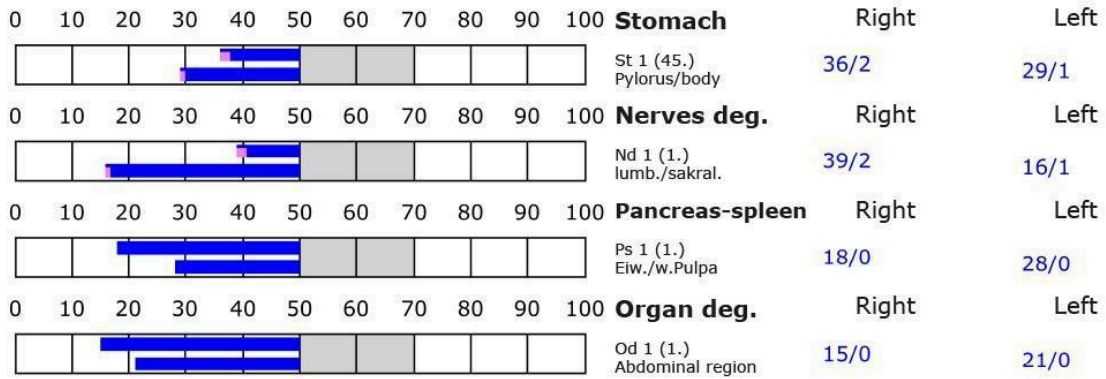 0 10 20 30 40 50 60 70 80 90 100 Stomach Right Left
St 1 (45.) 36/2 29/1
Pylorus/body
0 10 20 30 40 50 60 70 80 90 100 Nerves deg. Right Left
Nd 1 (1.) 39/2 16/1
lumb./sakral.
0 10 20 30 40 50 60 70 80 90 100 Pancreas-spleen Right Left
Ps 1 (1.) 18/0 28/0
Eiw./w.Pulpa
0 10 20 30 40 50 60 70 80 90 100 Organ deg. Right Left
Od 1 (1.) 15/0 21/0
Abdominal region